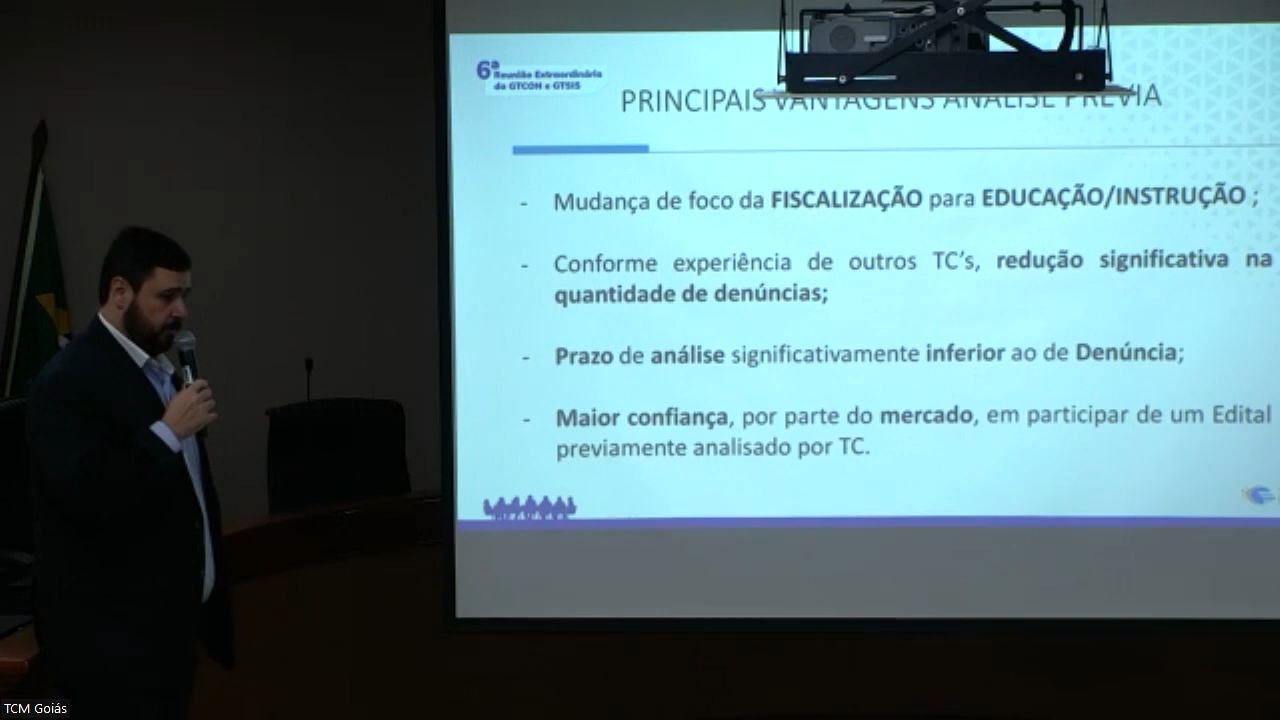 6ª Reunião Extraordinária
da GTCON e GTSIS
PRINCIPAIS VANTAGENS ANÁLISE PRÉVIA
- Mudança de foco da FISCALIZAÇÃO para EDUCAÇÃO/INSTRUÇÃO ;
- Conforme experiência de outros TC’s, redução significativa na
quantidade de denúncias;
- Prazo de análise significativamente inferior ao de Denúncia;
- Maior confiança, por parte do mercado, em participar de um Edital
previamente analisado por TC.
TCM Goiás